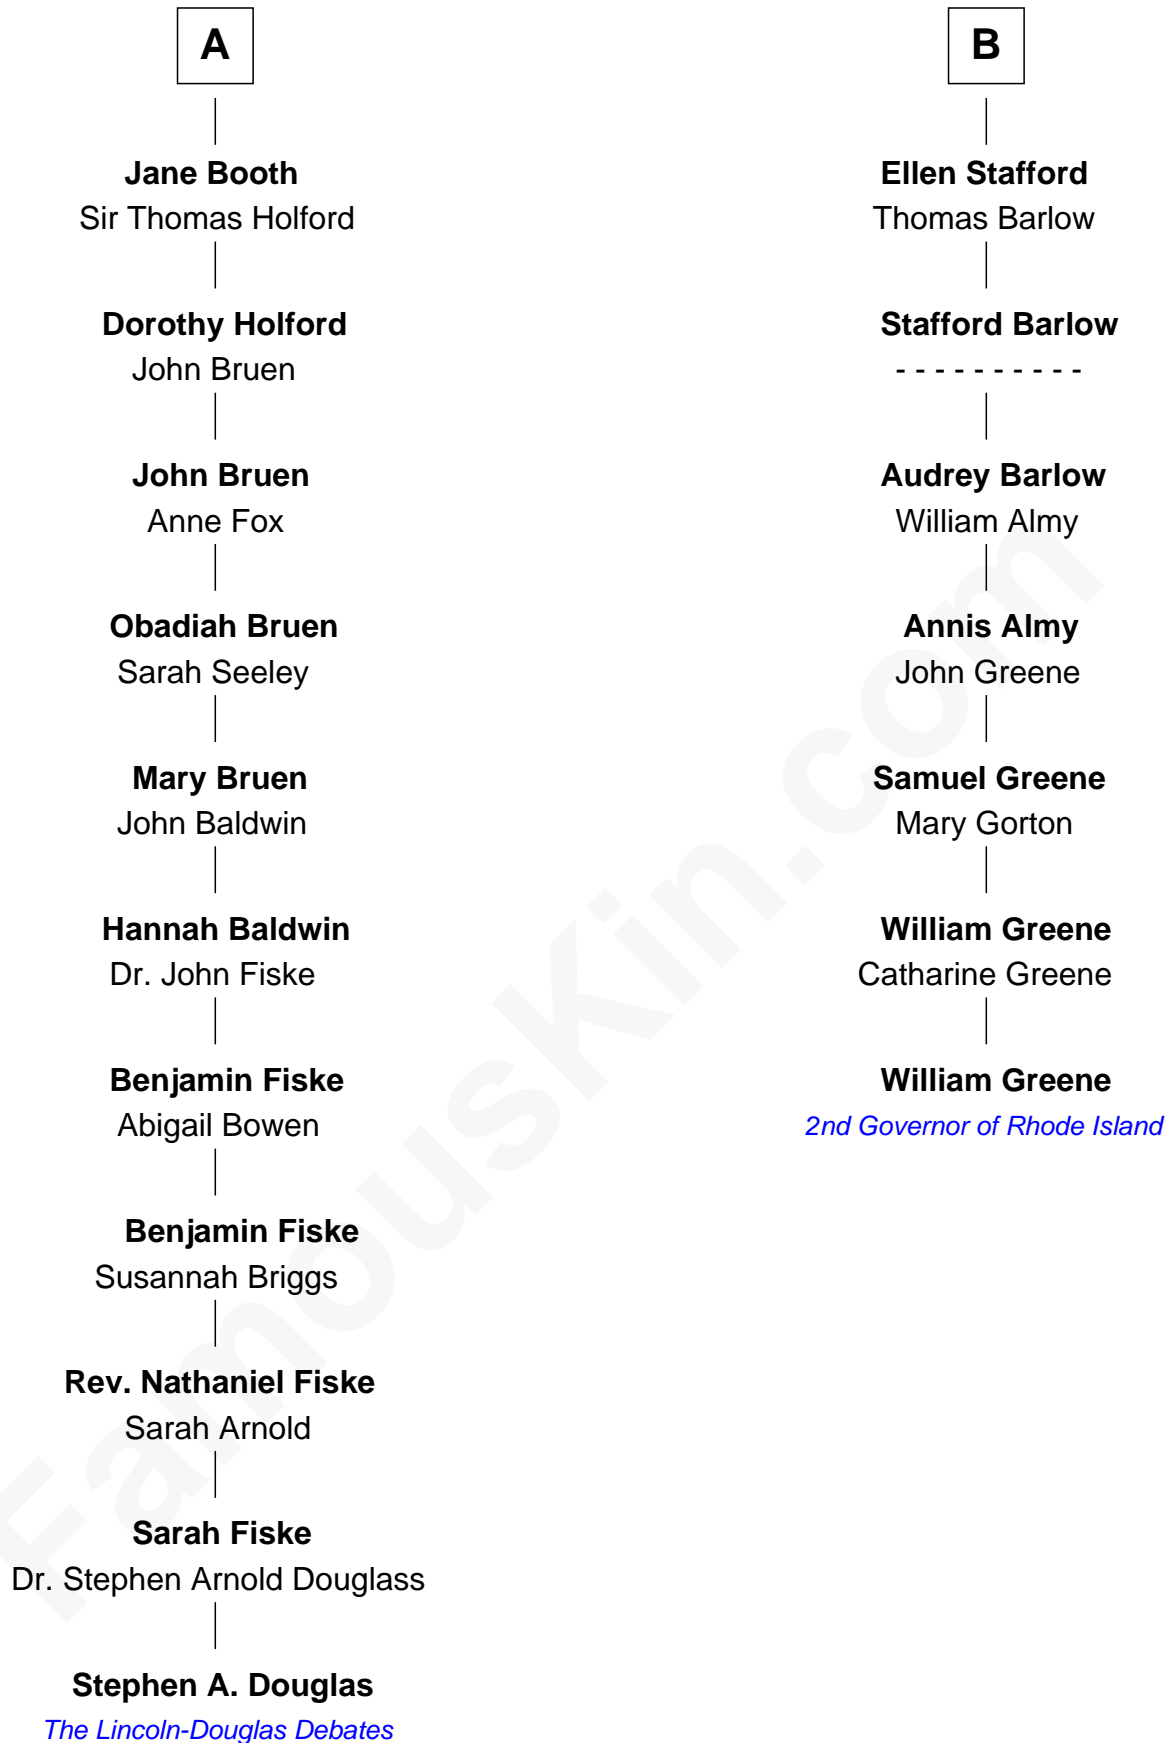 A
Jane Booth
Sir Thomas Holford
Dorothy Holford
John Bruen
John Bruen
Anne Fox
Obadiah Bruen
Sarah Seeley
Mary Bruen
John Baldwin
Hannah Baldwin
Dr. John Fiske
Benjamin Fiske
Abigail Bowen
Benjamin Fiske
Susannah Briggs
Rev. Nathaniel Fiske
Sarah Arnold
Sarah Fiske
Dr. Stephen Arnold Douglass
Stephen A. Douglas
The Lincoln-Douglas Debates
B
Ellen Stafford
Thomas Barlow
Stafford Barlow
- - - - - - - - - -
Audrey Barlow
William Almy
Annis Almy
John Greene
Samuel Greene
Mary Gorton
William Greene
Catharine Greene
William Greene
2nd Governor of Rhode Island
FamousKin.com